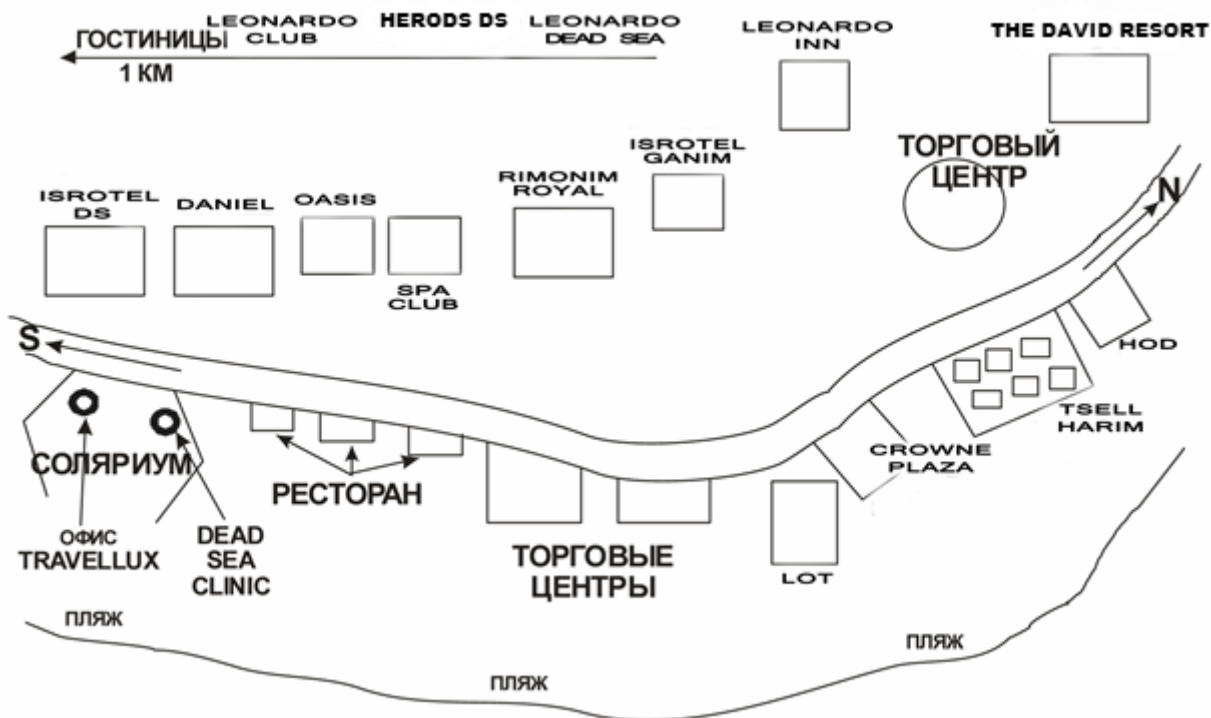 LEONARDO
CLUB
HERODS DS
LEONARDO
DEAD SEA
ГОСТИНИЦЫ
1 КМ
LEONARDO
INN
THE DAVID RESORT
ISROTEL
GANIM
ТОРГОВЫЙ
ЦЕНТР
N
ISROTEL
DS
DANIEL
OASIS
SPA
CLUB
RIMONIM
ROYAL
S
HOD
TSELL
HARIM
CROWNE
PLAZA
СОЛЯРИУМ
РЕСТОРАН
ОФИС
TRAVELLUX
DEAD
SEA
CLINIC
ТОРГОВЫЕ
ЦЕНТРЫ
LOT
ПЛЯЖ
ПЛЯЖ
ПЛЯЖ